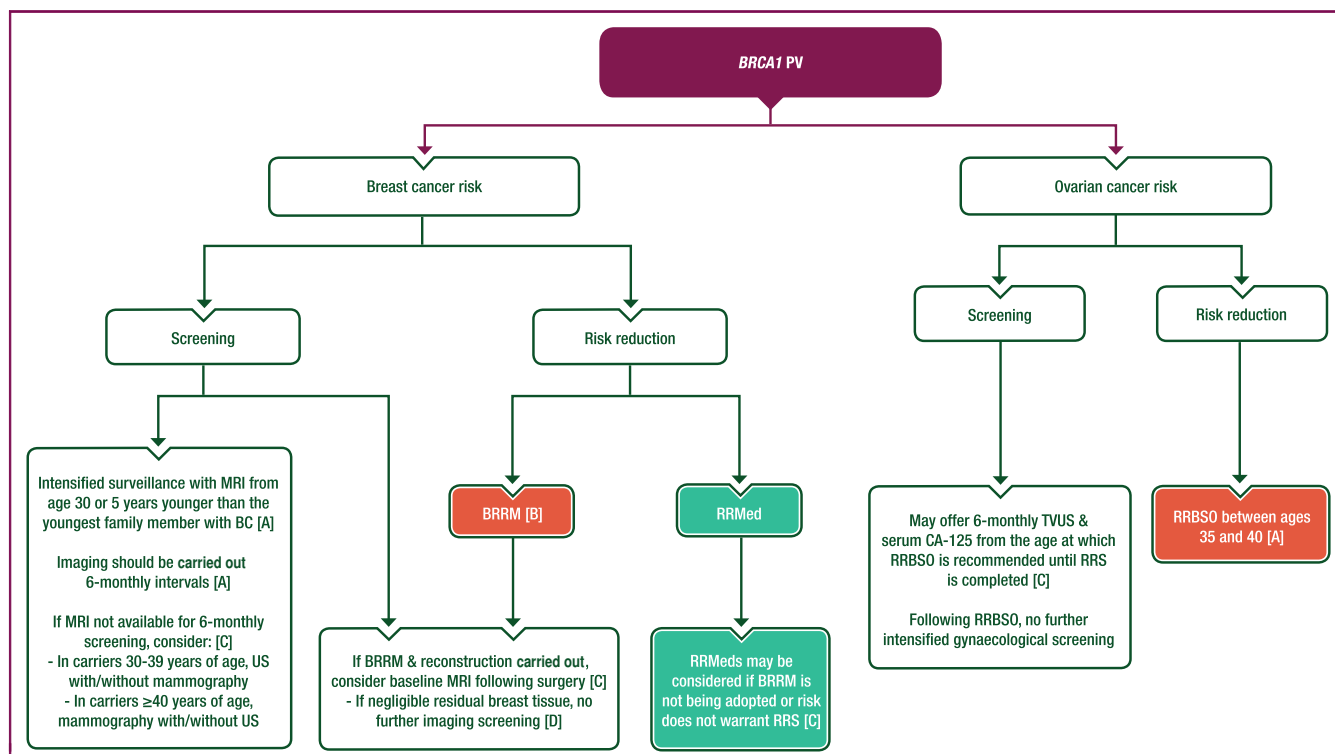 BRCA1 PV
Breast cancer risk
Ovarian cancer risk
Screening
Risk reduction
Screening
Risk reduction
Intensified surveillance with MRI from
age 30 or 5 years younger than the
youngest family member with BC [A]
Imaging should be carried out
6-monthly intervals [A]
If MRI not available for 6-monthly
screening, consider: [C]
- In carriers 30-39 years of age, US
with/without mammography
- In carriers ≥40 years of age,
mammography with/without US
BRRM [B]
RRMed
If BRRM & reconstruction carried out,
consider baseline MRI following surgery [C]
- If negligible residual breast tissue, no
further imaging screening [D]
RRMeds may be
considered if BRRM is
not being adopted or risk
does not warrant RRS [C]
May offer 6-monthly TVUS &
serum CA-125 from the age at which
RRBSO is recommended until RRS
is completed [C]
Following RRBSO, no further
intensified gynaecological screening
RRBSO between ages
35 and 40 [A]